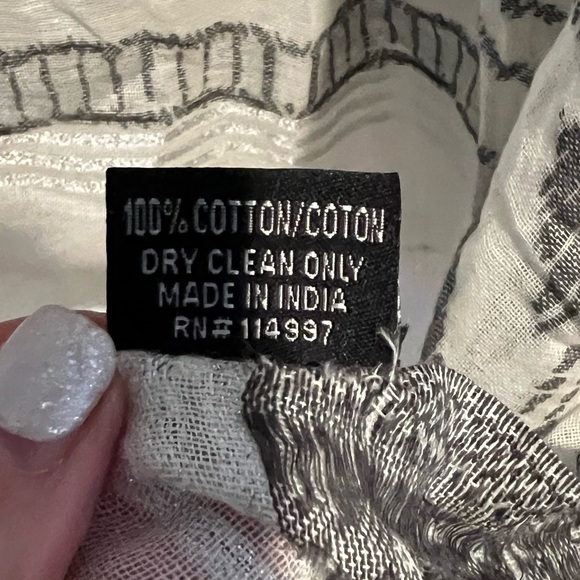 100% COTTON/COTON
DRY CLEAN ONLY
MADE IN INDIA
RN# 114997